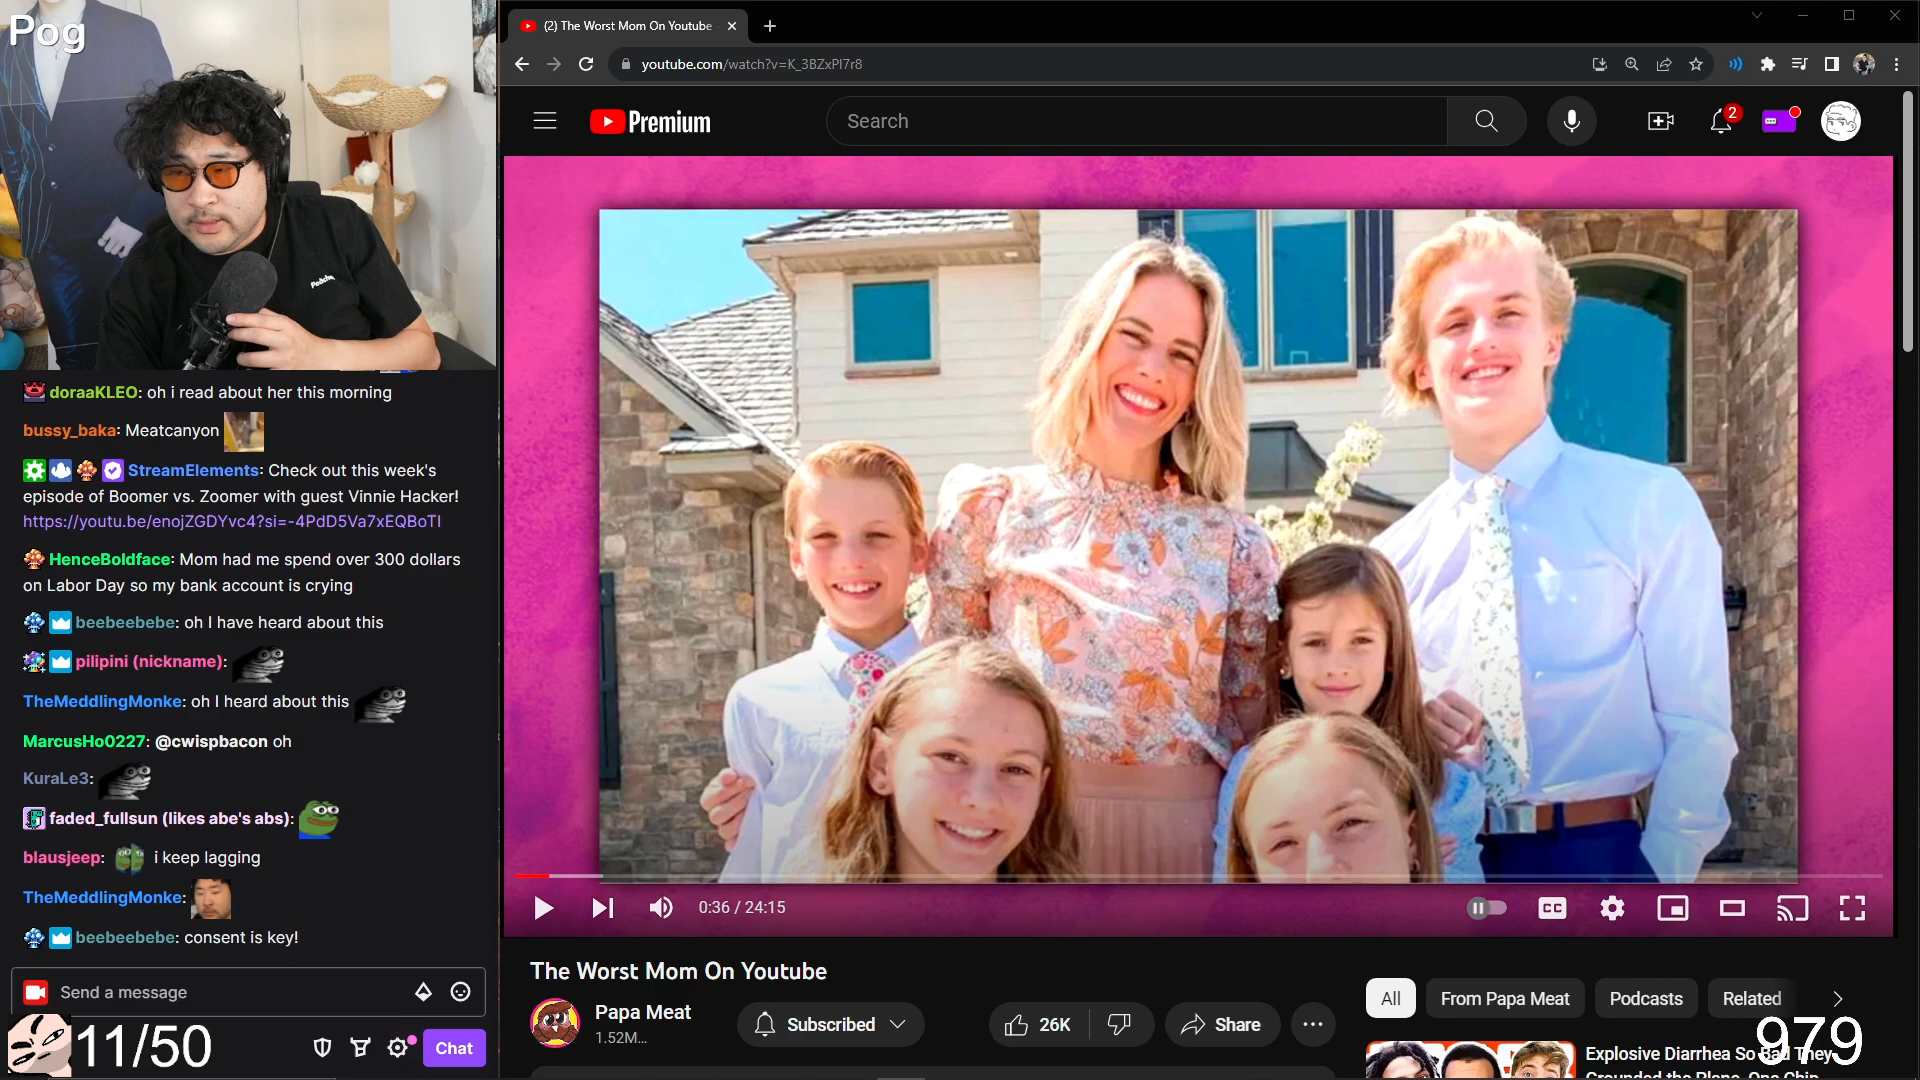 Pog
(2) The Worst Mom On Youtube
youtube.com/watch?v=K_3BZxPl7r8
Premium
Search
2
doraaKLEO: oh i read about her this morning
bussy_baka: Meatcanyon
StreamElements: Check out this week's
episode of Boomer vs. Zoomer with guest Vinnie Hacker!
https://youtu.be/enojZGDYvc4?si=-4PdD5Va7xEQBoTI
HenceBoldface: Mom had me spend over 300 dollars
on Labor Day so my bank account is crying
beebeebebe: oh I have heard about this
pilipini (nickname):
TheMeddlingMonke: oh I heard about this
MarcusHo0227: @cwispbacon oh
KuraLe3:
faded_fullsun (likes abe's abs):
blausjeep: i keep lagging
TheMeddlingMonke:
beebeebebe: consent is key!
Send a message
11/50
Chat
0:36 / 24:15
CC
The Worst Mom On Youtube
Papa Meat
1.52M...
Subscribed
26K
Share
All
From Papa Meat
Podcasts
Related
979
Explosive Diarrhea So Bad They
Grounded the Plane, One Chip